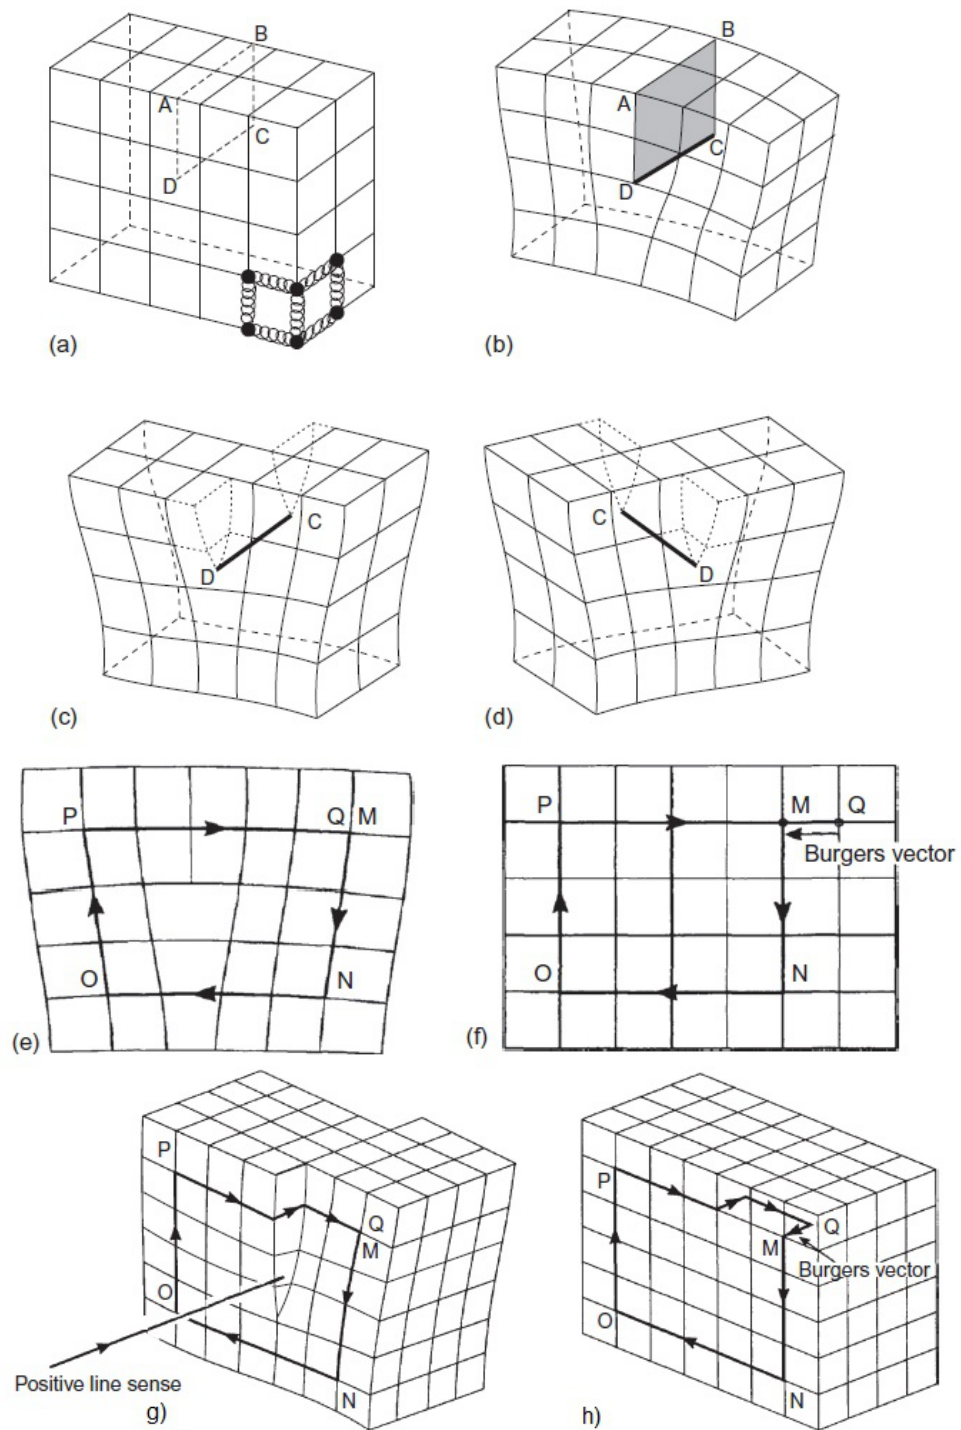 B
A
C
D
(a)
B
A
C
D
(b)
C
D
(c)
C
D
(d)
P
Q M
O
N
(e)
P
M Q
Burgers vector
O
N
(f)
P
Q
M
O
Positive line sense
N
g)
P
Q
M
Burgers vector
O
N
h)